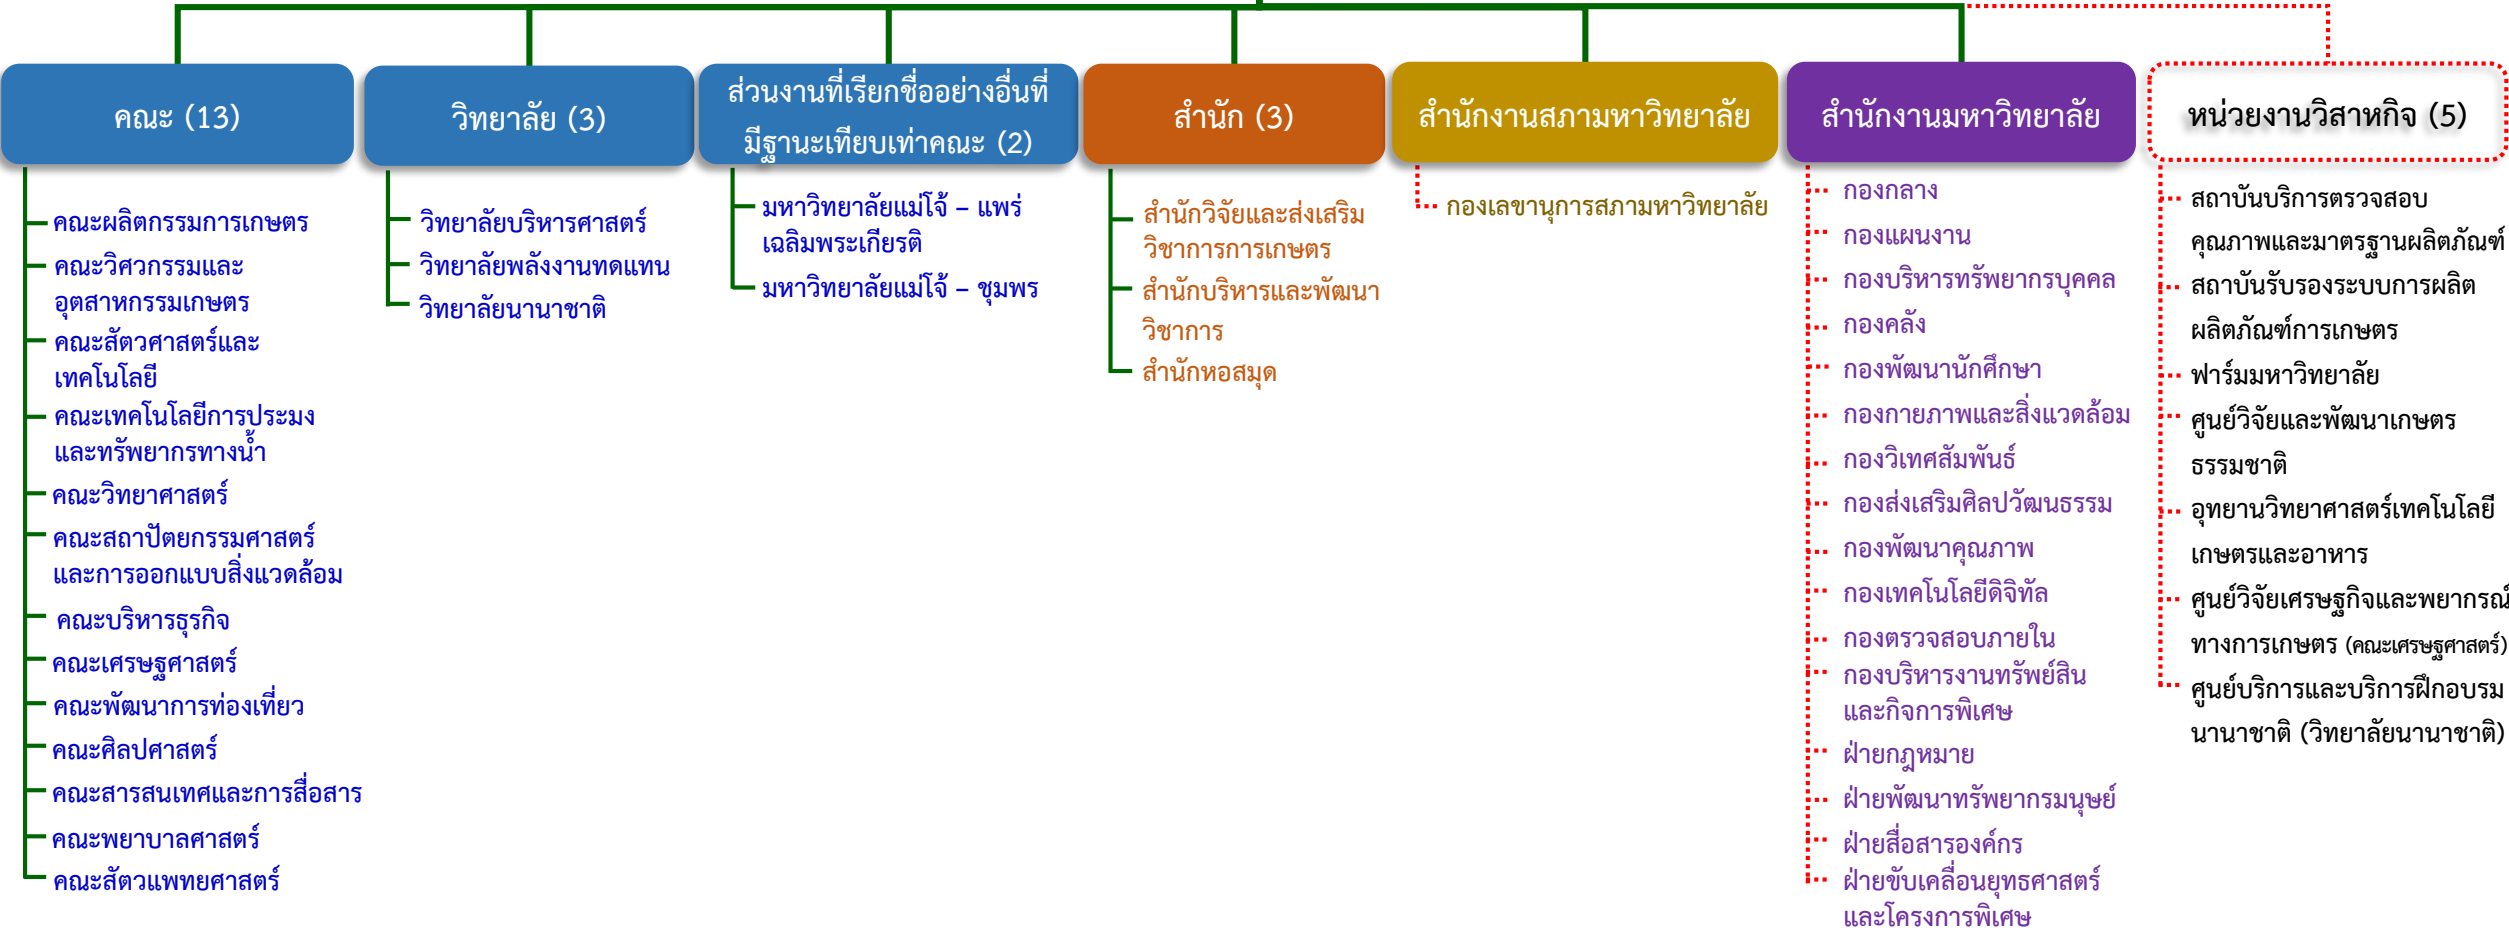 คณะ (13)
คณะผลิตกรรมการเกษตร
คณะวิศวกรรมและ
อุตสาหกรรมเกษตร
คณะสัตวศาสตร์และ
เทคโนโลยี
คณะเทคโนโลยีการประมง
และทรัพยากรทางน้ำ
คณะวิทยาศาสตร์
คณะสถาปัตยกรรมศาสตร์
และการออกแบบสิ่งแวดล้อม
คณะบริหารธุรกิจ
คณะเศรษฐศาสตร์
คณะพัฒนาการท่องเที่ยว
คณะศิลปศาสตร์
คณะสารสนเทศและการสื่อสาร
คณะพยาบาลศาสตร์
คณะสัตวแพทยศาสตร์
วิทยาลัย (3)
วิทยาลัยบริหารศาสตร์
วิทยาลัยพลังงานทดแทน
วิทยาลัยนานาชาติ
ส่วนงานที่เรียกชื่ออย่างอื่นที่
มีฐานะเทียบเท่าคณะ (2)
มหาวิทยาลัยแม่โจ้ – แพร่
เฉลิมพระเกียรติ
มหาวิทยาลัยแม่โจ้ – ชุมพร
สำนัก (3)
สำนักวิจัยและส่งเสริม
วิชาการการเกษตร
สำนักบริหารและพัฒนา
วิชาการ
สำนักหอสมุด
สำนักงานสภามหาวิทยาลัย
กองเลขานุการสภามหาวิทยาลัย
สำนักงานมหาวิทยาลัย
กองกลาง
กองแผนงาน
กองบริหารทรัพยากรบุคคล
กองคลัง
กองพัฒนานักศึกษา
กองกายภาพและสิ่งแวดล้อม
กองวิเทศสัมพันธ์
กองส่งเสริมศิลปวัฒนธรรม
กองพัฒนาคุณภาพ
กองเทคโนโลยีดิจิทัล
กองตรวจสอบภายใน
กองบริหารงานทรัพย์สิน
และกิจการพิเศษ
ฝ่ายกฎหมาย
ฝ่ายพัฒนาทรัพยากรมนุษย์
ฝ่ายสื่อสารองค์กร
ฝ่ายขับเคลื่อนยุทธศาสตร์
และโครงการพิเศษ
หน่วยงานวิสาหกิจ (5)
สถาบันบริการตรวจสอบ
คุณภาพและมาตรฐานผลิตภัณฑ์
สถาบันรับรองระบบการผลิต
ผลิตภัณฑ์การเกษตร
ฟาร์มมหาวิทยาลัย
ศูนย์วิจัยและพัฒนาเกษตร
ธรรมชาติ
อุทยานวิทยาศาสตร์เทคโนโลยี
เกษตรและอาหาร
ศูนย์วิจัยเศรษฐกิจและพยากรณ์
ทางการเกษตร (คณะเศรษฐศาสตร์)
ศูนย์บริการและบริการฝึกอบรม
นานาชาติ (วิทยาลัยนานาชาติ)